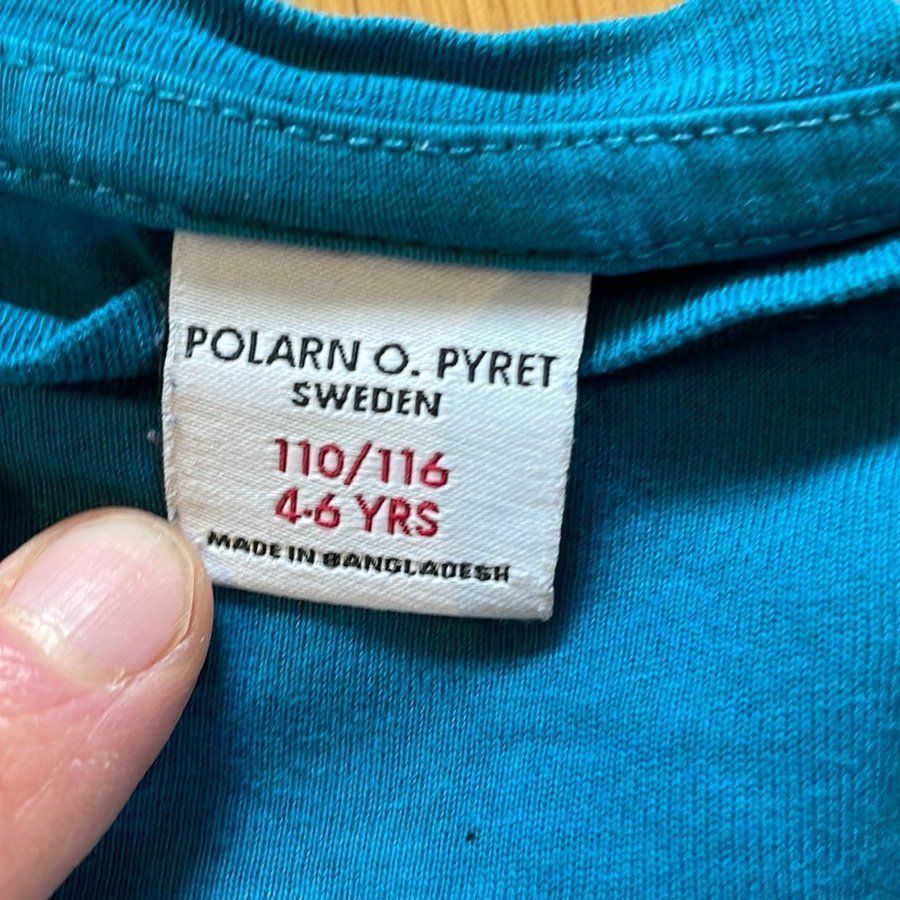 POLARN O. PYRET
SWEDEN
110/116
4-6 YRS
MADE IN BANGLADESH